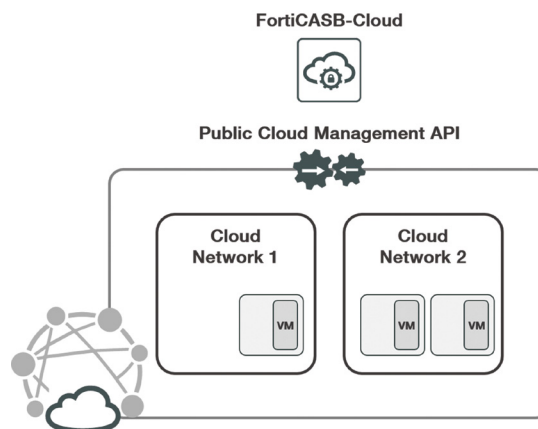 FortiCASB-Cloud
Public Cloud Management API
Cloud
Network 1
Cloud
Network 2
VM
VM
VM